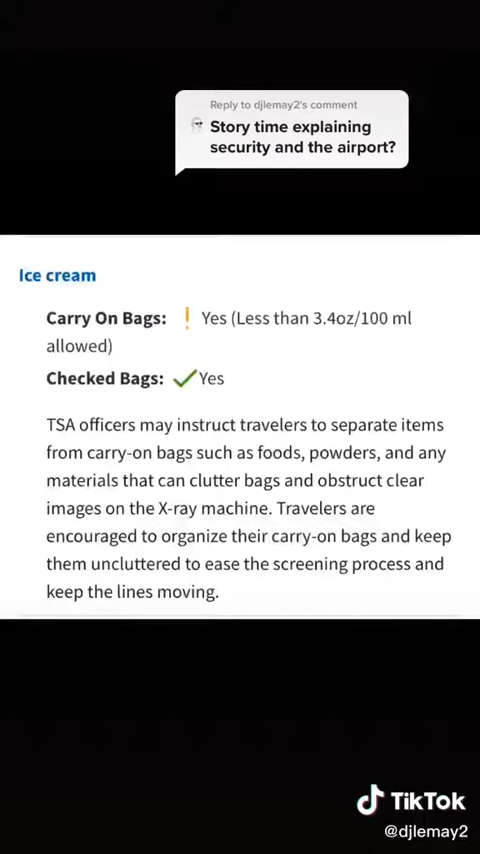 Reply to djlemay2's comment
Story time explaining
security and the airport?
Ice cream
Carry On Bags: ❗ Yes (Less than 3.4oz/100 ml
allowed)
Checked Bags: ✓Yes
TSA officers may instruct travelers to separate items
from carry-on bags such as foods, powders, and any
materials that can clutter bags and obstruct clear
images on the X-ray machine. Travelers are
encouraged to organize their carry-on bags and keep
them uncluttered to ease the screening process and
keep the lines moving.
TikTok
@djlemay2